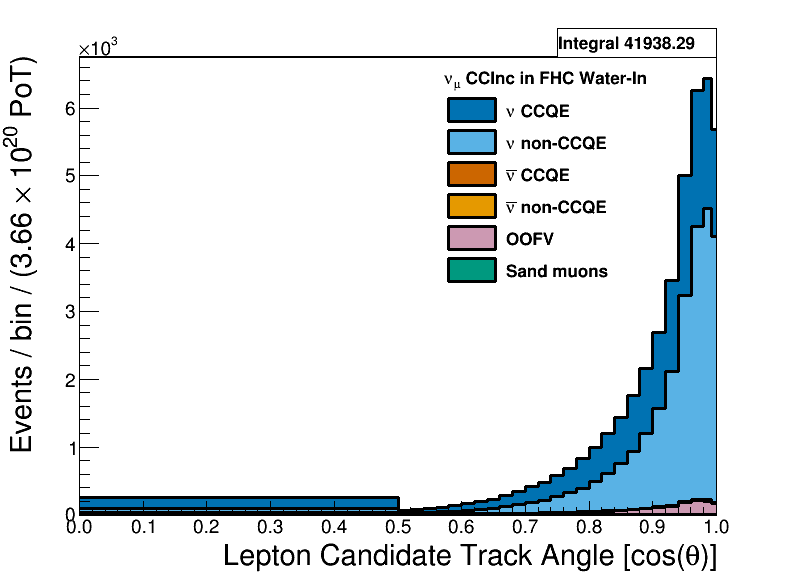 Integral 41938.29
×10³
ν_μ CCInc in FHC Water-In
ν CCQE
ν non-CCQE
ν̅ CCQE
ν̅ non-CCQE
OOFV
Sand muons
Events / bin / (3.66 × 10²⁰ PoT)
6
5
4
3
2
1
0
0.0 0.1 0.2 0.3 0.4 0.5 0.6 0.7 0.8 0.9 1.0
Lepton Candidate Track Angle [cos(θ)]